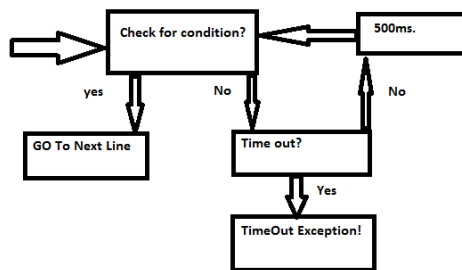 Check for condition?
500ms.
yes
No
No
GO To Next Line
Time out?
Yes
TimeOut Exception!